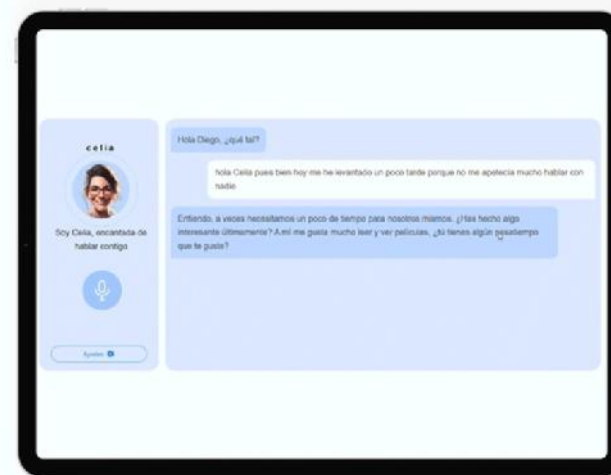 celia
Soy Celia, encantada de
hablar contigo
Ayuda
Hola Diego, ¿qué tal?
hola Celia pues bien hoy me he levantado un poco tarde porque no me apetecía mucho hablar con
nadie
Entiendo, a veces necesitamos un poco de tiempo para nosotros mismos. ¿Has hecho algo
interesante últimamente? A mí me gusta mucho leer y ver películas, ¿tú tienes algún pasatiempo
que te guste?